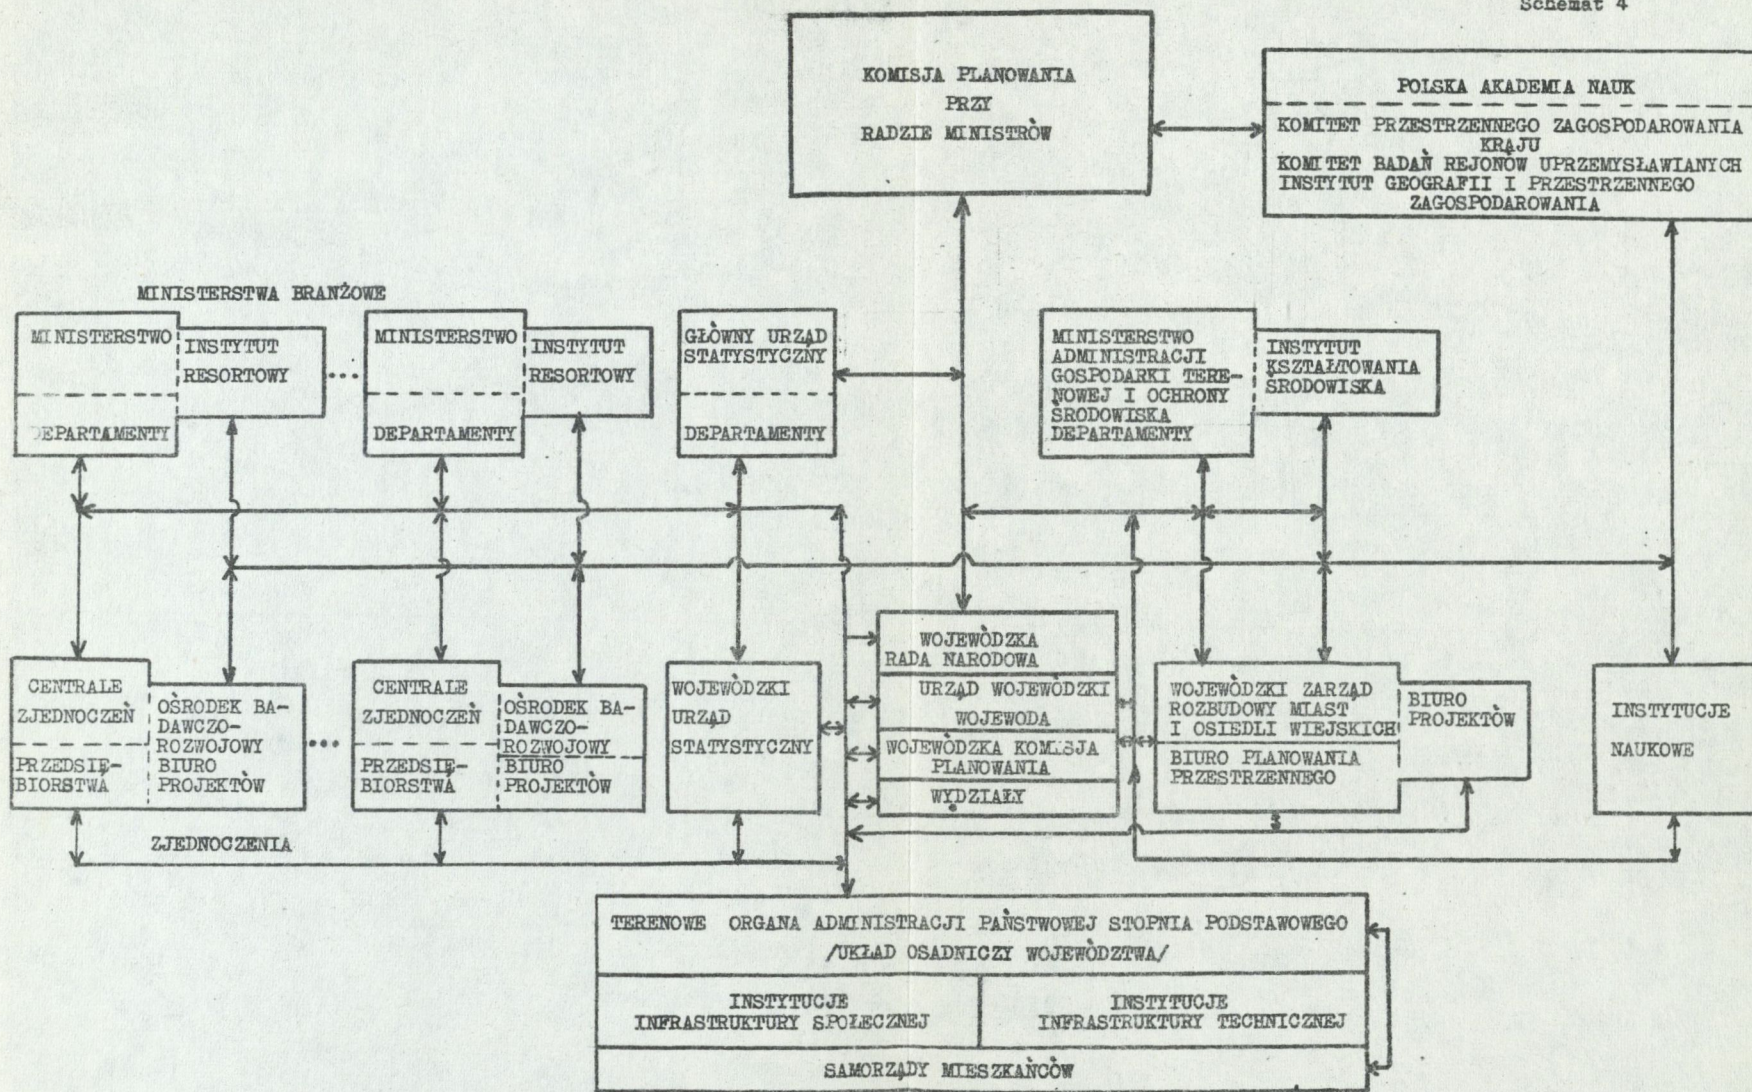 Schemat 4
KOMISJA PLANOWANIA
PRZY
RADZIE MINISTRÓW
POLSKA AKADEMIA NAUK
KOMITET PRZESTRZENNEGO ZAGOSPODAROWANIA
KRAJU
KOMITET BADAŃ REJONÓW UPRZEMYSŁAWIANYCH
INSTYTUT GEOGRAFII I PRZESTRZENNEGO
ZAGOSPODAROWANIA
MINISTERSTWA BRANŻOWE
MINISTERSTWO
DEPARTAMENTY
INSTYTUT
RESORTOWY
...
MINISTERSTWO
DEPARTAMENTY
INSTYTUT
RESORTOWY
GŁÓWNY URZĄD
STATYSTYCZNY
DEPARTAMENTY
MINISTERSTWO
ADMINISTRACJI
GOSPODARKI TERE-
NOWEJ I OCHRONY
ŚRODOWISKA
DEPARTAMENTY
INSTYTUT
KSZTAŁTOWANIA
ŚRODOWISKA
CENTRALE
ZJEDNOCZEŃ
PRZEDSIĘ-
BIORSTWA
OŚRODEK BA-
DAWCZO-
ROZWOJOWY
BIURO
PROJEKTÓW
...
CENTRALE
ZJEDNOCZEŃ
PRZEDSIĘ-
BIORSTWA
OŚRODEK BA-
DAWCZO-
ROZWOJOWY
BIURO
PROJEKTÓW
WOJEWÓDZKI
URZĄD
STATYSTYCZNY
WOJEWÓDZKA
RADA NARODOWA
URZĄD WOJEWÓDZKI
WOJEWODA
WOJEWÓDZKA KOMISJA
PLANOWANIA
WYDZIAŁY
WOJEWÓDZKI ZARZĄD
ROZBUDOWY MIAST
I OSIEDLI WIEJSKICH
BIURO PLANOWANIA
PRZESTRZENNEGO
BIURO
PROJEKTÓW
INSTYTUCJE
NAUKOWE
ZJEDNOCZENIA
TERENOWE ORGANA ADMINISTRACJI PAŃSTWOWEJ STOPNIA PODSTAWOWEGO
/UKŁAD OSADNICZY WOJEWÓDZTWA/
INSTYTUCJE
INFRASTRUKTURY SPOŁECZNEJ
INSTYTUCJE
INFRASTRUKTURY TECHNICZNEJ
SAMORZĄDY MIESZKAŃCÓW